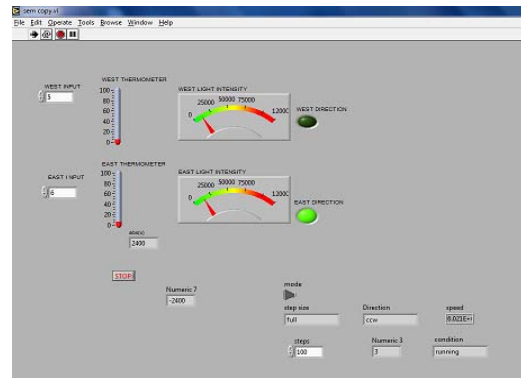 sem copy.vi
File Edit Operate Tools Browse Window Help
WEST INPUT
5
WEST THERMOMETER
100
80
60
40
20
0
WEST LIGHT INTENSITY
0 25000 50000 75000 1200
WEST DIRECTION
EAST INPUT
6
EAST THERMOMETER
100
80
60
40
20
0
EAST LIGHT INTENSITY
0 25000 50000 75000 1200
EAST DIRECTION
abs(x)
2400
STOP
Numeric 7
-2400
mode
step size Direction speed
full ccw
steps Numeric 3 condition
100 3 running